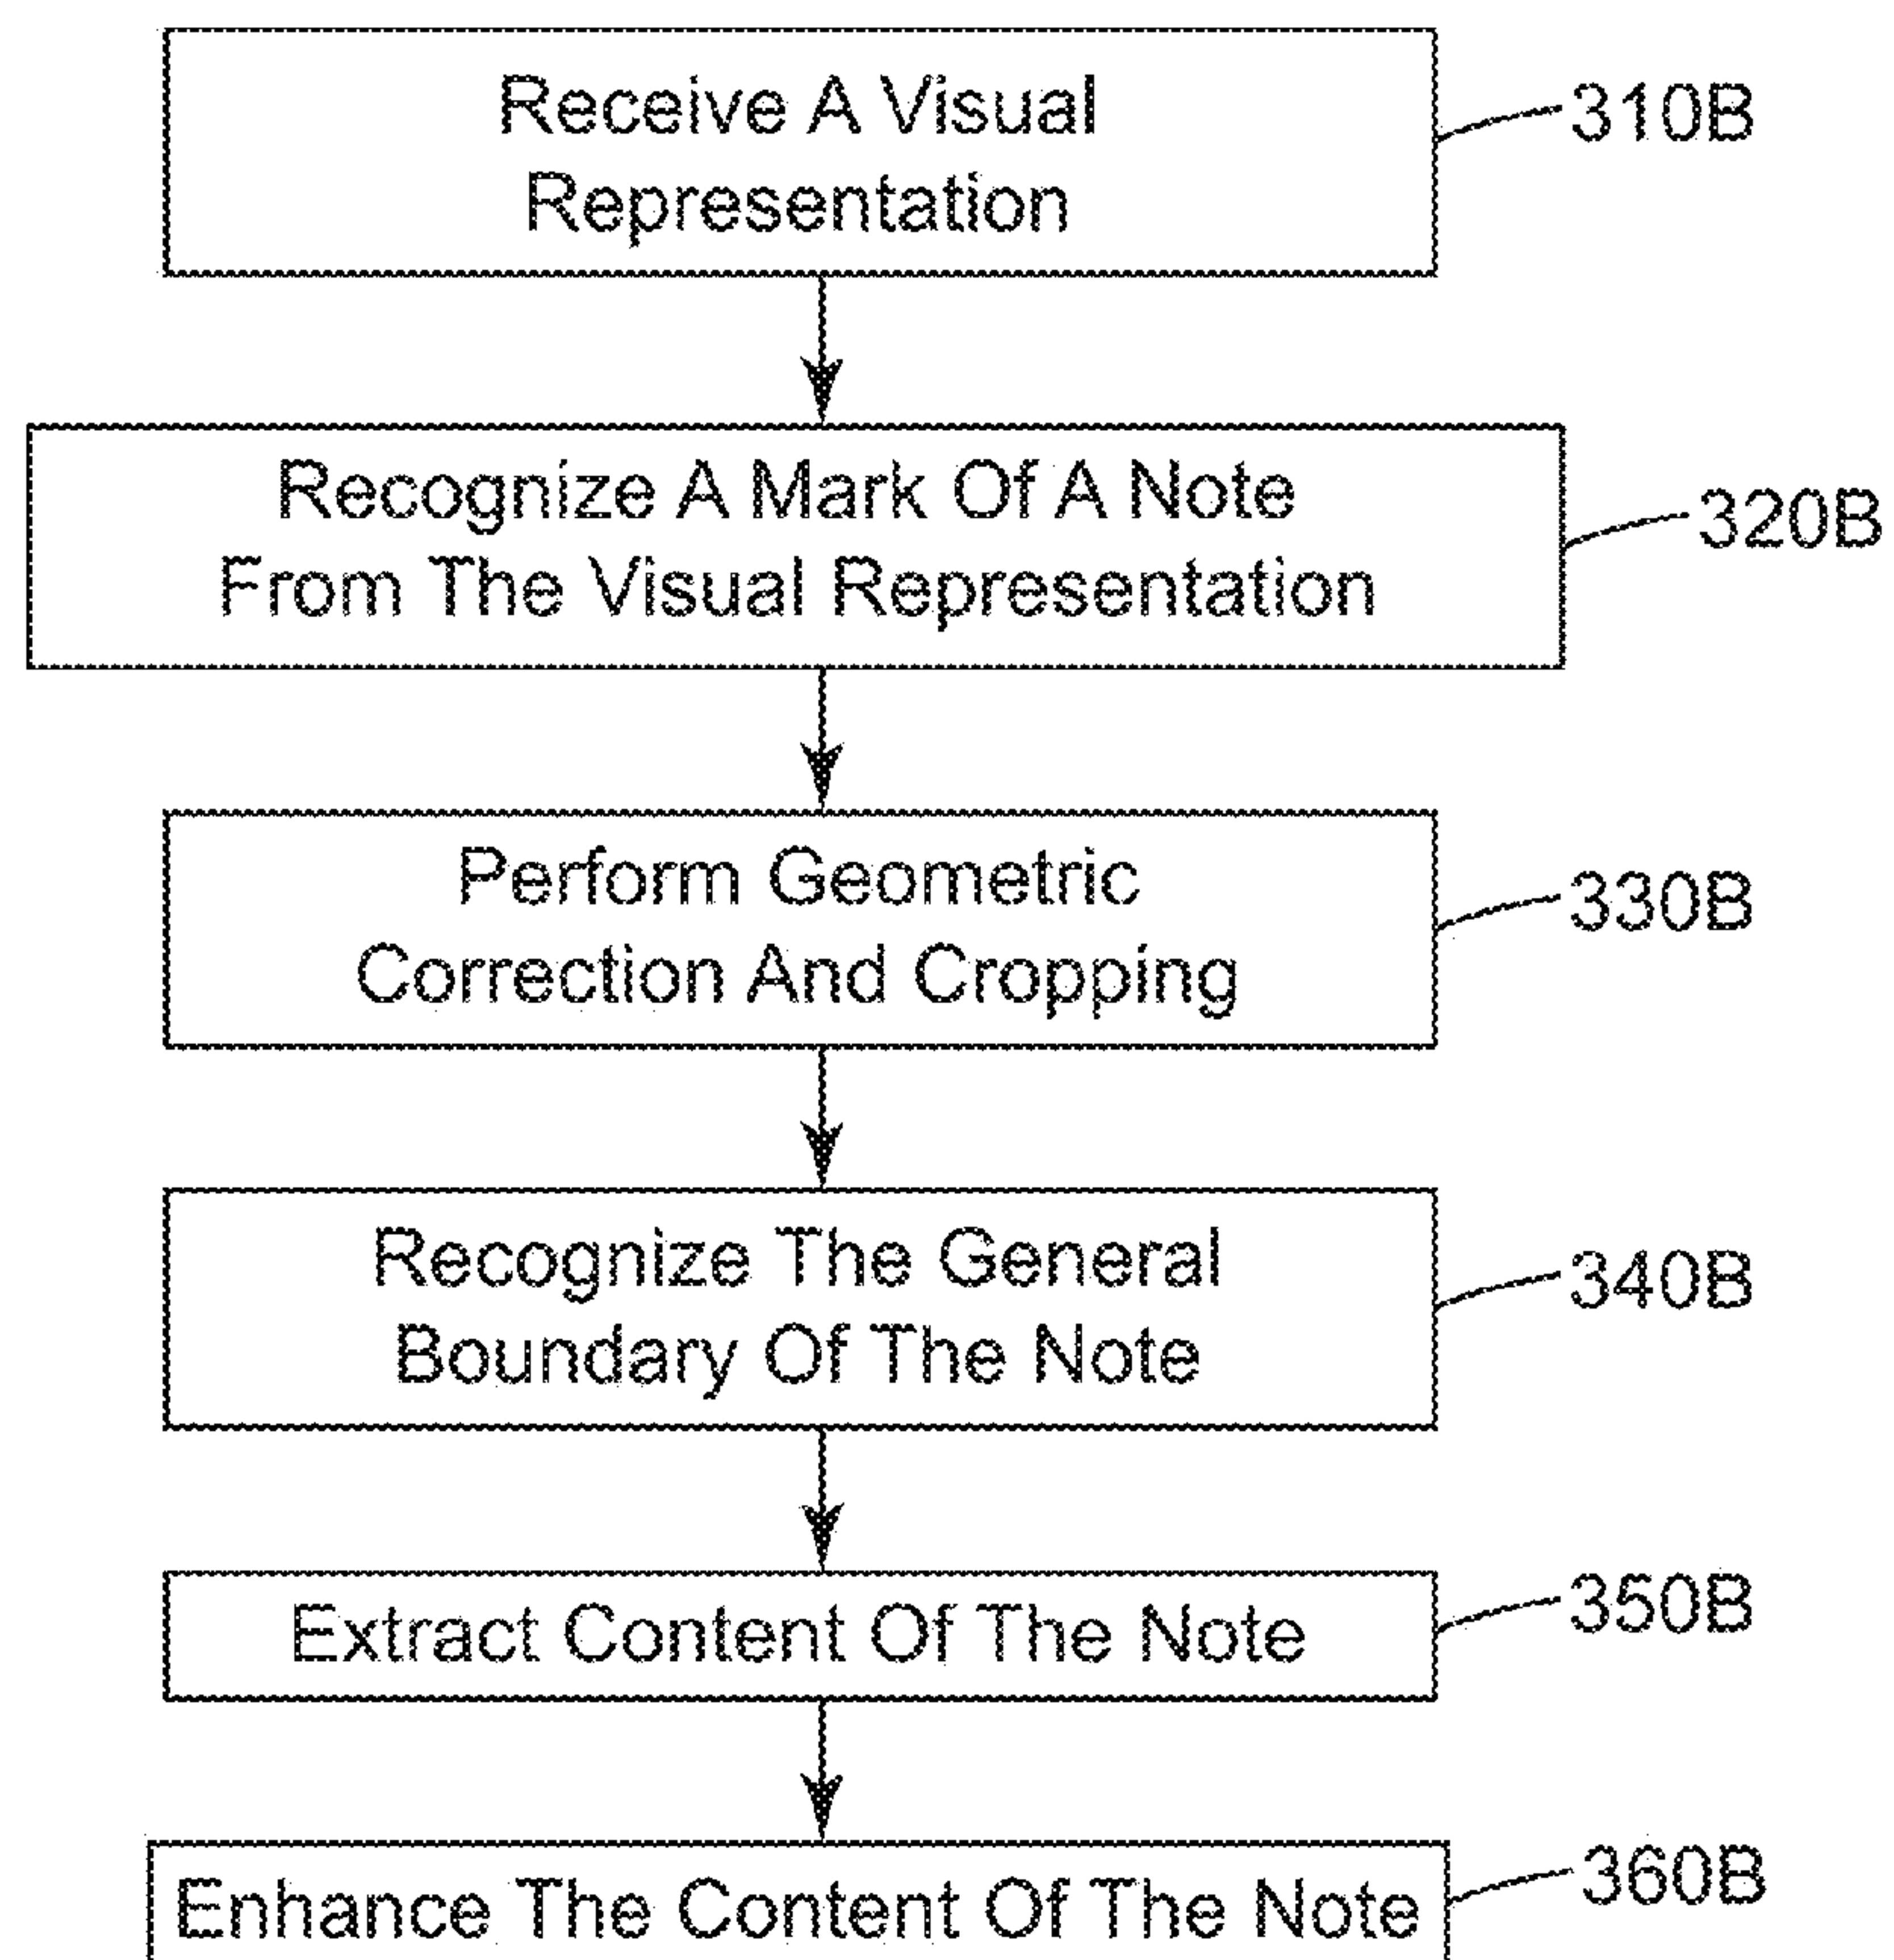 Receive A Visual
Representation
310B
Recognize A Mark Of A Note
From The Visual Representation
320B
Perform Geometric
Correction And Cropping
330B
Recognize The General
Boundary Of The Note
340B
Extract Content Of The Note
350B
Enhance The Content Of The Note
360B